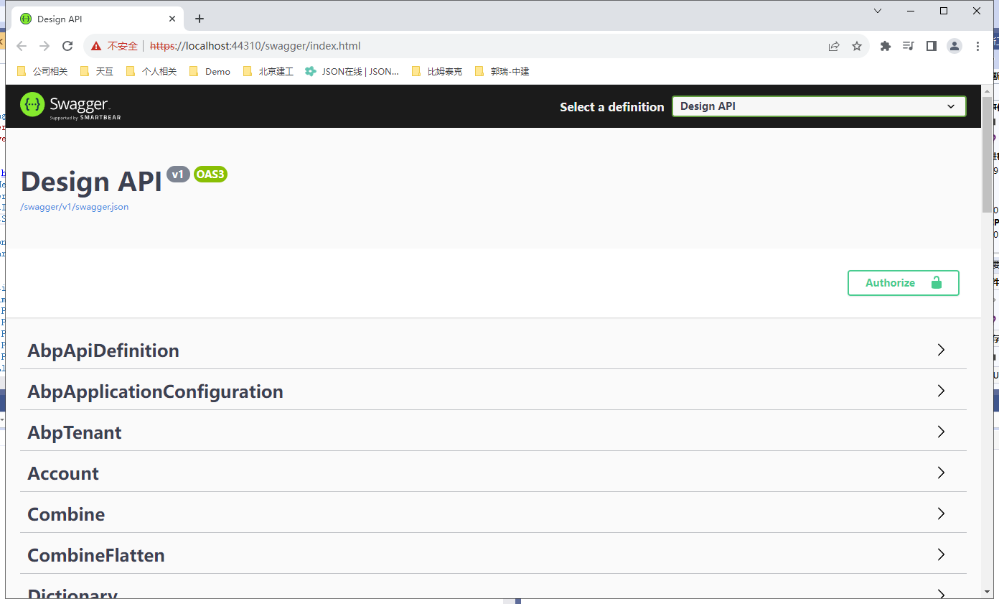 Design API
不安全 https://localhost:44310/swagger/index.html
公司相关 天互 个人相关 Demo 北京建工 JSON在线 | JSON... 比姆泰克 郭瑞-中建
Swagger
Supported by SMARTBEAR
Select a definition Design API
Design API v1 OAS3
/swagger/v1/swagger.json
Authorize
AbpApiDefinition
AbpApplicationConfiguration
AbpTenant
Account
Combine
CombineFlatten
Dictionary